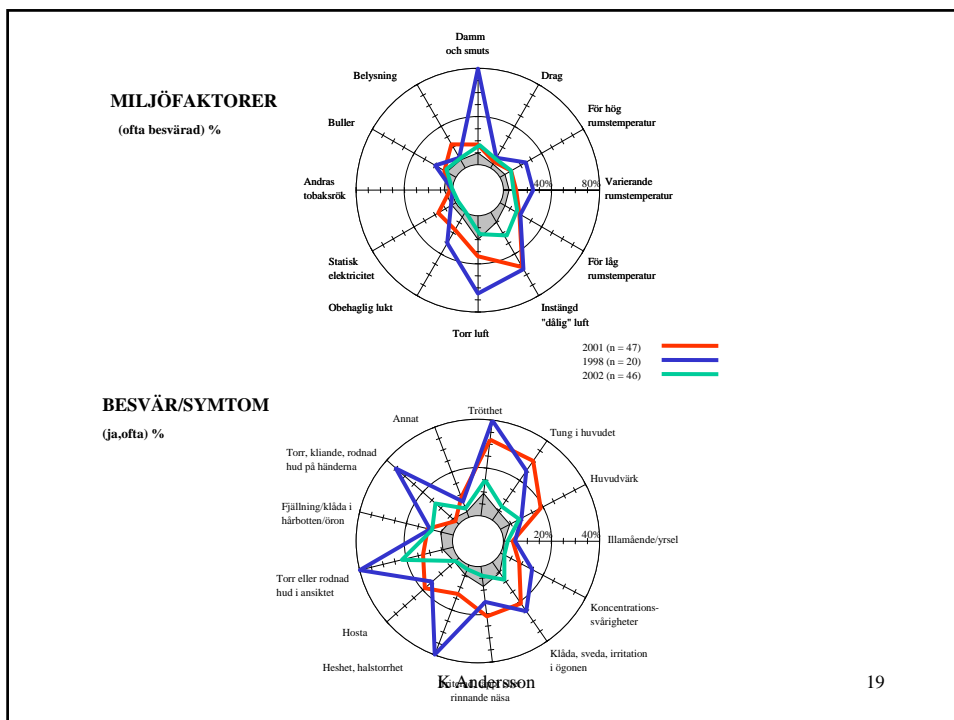 Damm
och smuts
Belysning
Drag
MILJÖFAKTORER
(ofta besvärad) %
För hög
rumstemperatur
Buller
Andras
tobaksrök
40%
80%
Varierande
rumstemperatur
Statisk
elektricitet
För låg
rumstemperatur
Obehaglig lukt
Instängd
"dålig" luft
Torr luft
2001 (n = 47)
1998 (n = 20)
2002 (n = 46)
BESVÄR/SYMTOM
(ja,ofta) %
Trötthet
Annat
Tung i huvudet
Torr, kliande, rodnad
hud på händerna
Huvudvärk
Fjällning/klåda i
hårbotten/öron
20%
40%
Illamående/yrsel
Torr eller rodnad
hud i ansiktet
Koncentrations-
svårigheter
Hosta
Klåda, sveda, irritation
i ögonen
Heshet, halstorrhet
K Andersson
rinnande näsa
19